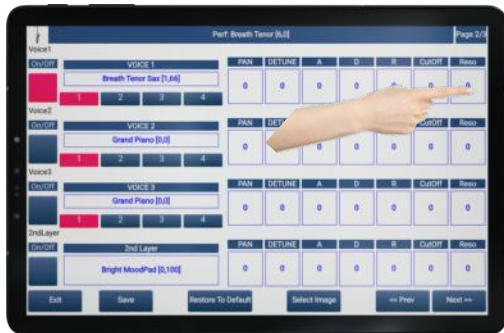 Perf: Breath Tenor [6,0] Page 2/3
Voice1
On/Off VOICE 1 PAN DETUNE A D R CutOff Reso
Breath Tenor Sax [1,66] 0 0 0 0 0 0 0
1 2 3 4
Voice2
On/Off VOICE 2 PAN DETUNE CutOff Reso
Grand Piano [0,0] 0 0 0 0 0 0
1 2 3 4
Voice3
On/Off VOICE 3 PAN DETUNE A D R CutOff Reso
Grand Piano [0,0] 0 0 0 0 0 0 0
1 2 3 4
2ndLayer
On/Off 2nd Layer PAN DETUNE A D R CutOff Reso
Bright MoodPad [0,100] 0 0 0 0 0 0 0
Exit Save Restore To Default Select Image << Prev Next >>